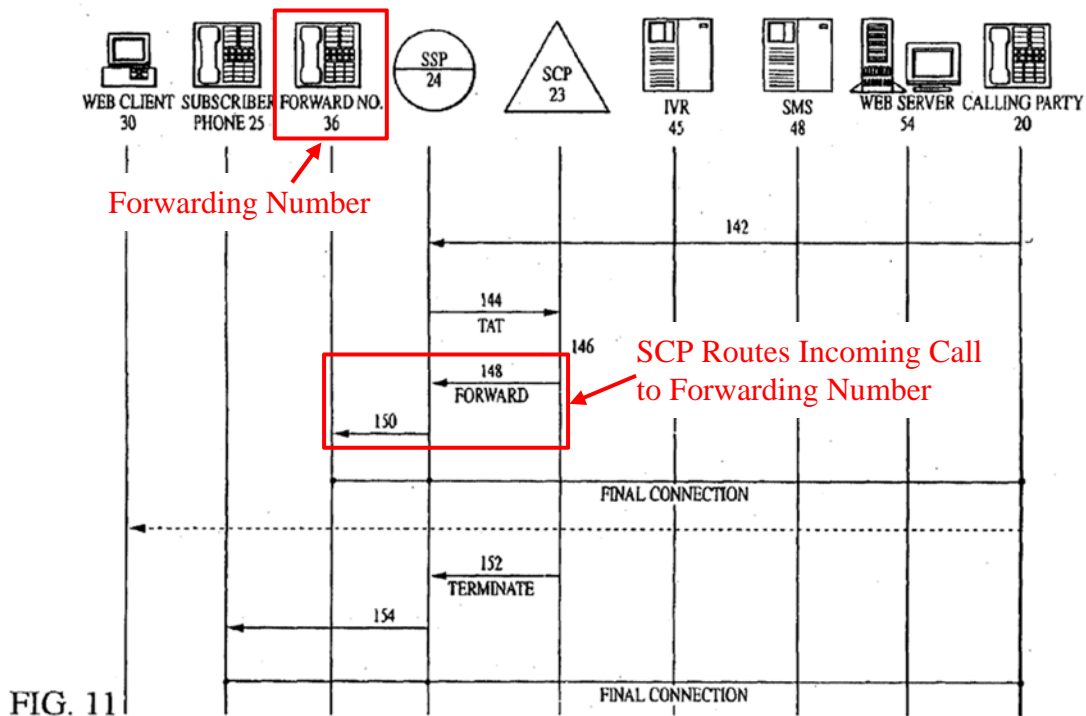 SSP
24
SCP
23
WEB CLIENT
30
SUBSCRIBER
PHONE 25
FORWARD NO.
36
IVR
45
SMS
48
WEB SERVER
54
CALLING PARTY
20
Forwarding Number
142
144
TAT
146
SCP Routes Incoming Call
to Forwarding Number
148
FORWARD
150
FINAL CONNECTION
152
TERMINATE
154
FINAL CONNECTION
FIG. 11